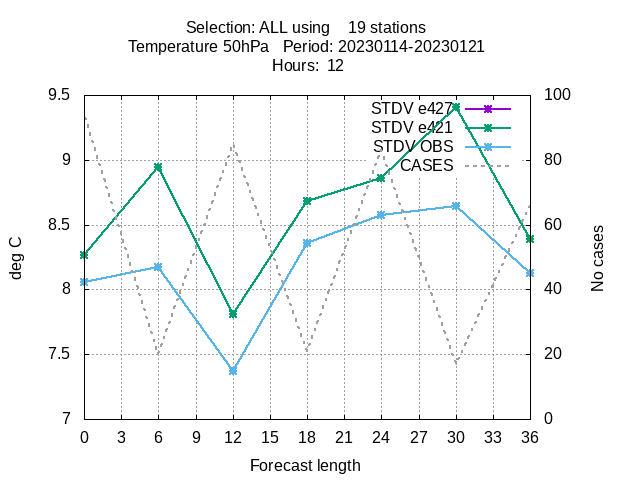 Selection: ALL using 19 stations
Temperature 50hPa Period: 20230114-20230121
Hours: 12
STDV e427
STDV e421
STDV OBS
CASES
9.5
9
8.5
8
7.5
7
100
80
60
40
20
0
deg C
No cases
0 3 6 9 12 15 18 21 24 27 30 33 36
Forecast length